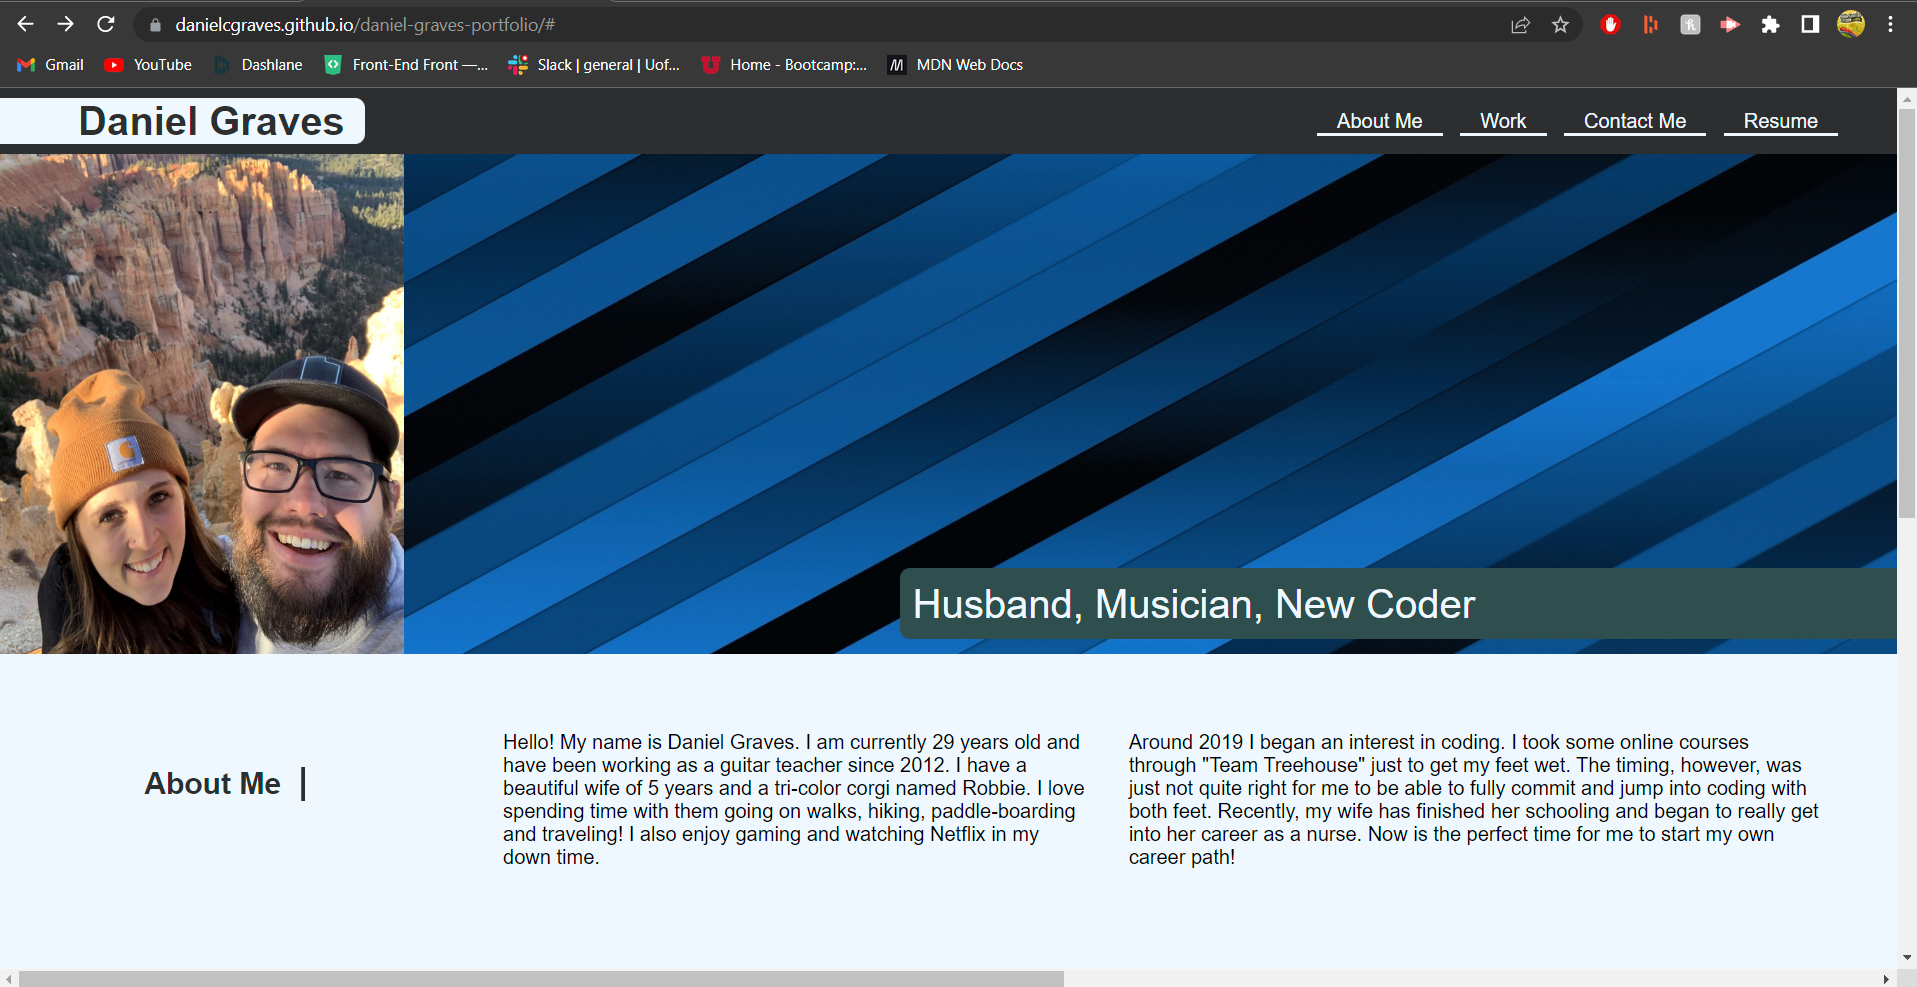 danielcgraves.github.io/daniel-graves-portfolio/#
Gmail YouTube Dashlane Front-End Front —... Slack | general | Uof... Home - Bootcamp:... MDN Web Docs
Daniel Graves
About Me Work Contact Me Resume
Husband, Musician, New Coder
About Me |
Hello! My name is Daniel Graves. I am currently 29 years old and
have been working as a guitar teacher since 2012. I have a
beautiful wife of 5 years and a tri-color corgi named Robbie. I love
spending time with them going on walks, hiking, paddle-boarding
and traveling! I also enjoy gaming and watching Netflix in my
down time.
Around 2019 I began an interest in coding. I took some online courses
through "Team Treehouse" just to get my feet wet. The timing, however, was
just not quite right for me to be able to fully commit and jump into coding with
both feet. Recently, my wife has finished her schooling and began to really get
into her career as a nurse. Now is the perfect time for me to start my own
career path!